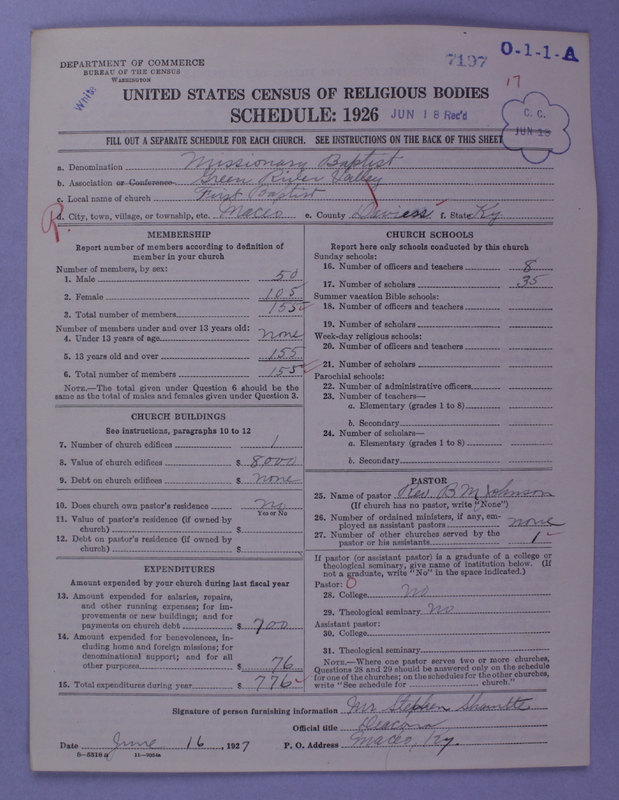 DEPARTMENT OF COMMERCE
BUREAU OF THE CENSUS
WASHINGTON
7197
O-1-1-A
White
17
UNITED STATES CENSUS OF RELIGIOUS BODIES
SCHEDULE: 1926
JUN 18 Rec'd
C. C.
JUN 18
FILL OUT A SEPARATE SCHEDULE FOR EACH CHURCH. SEE INSTRUCTIONS ON THE BACK OF THIS SHEET
a. Denomination Missionary Baptist
b. Association or Conference Green River Valley
c. Local name of church First Baptist
R. d. City, town, village, or township, etc. Maceo e. County Daviess f. State Ky
MEMBERSHIP
Report number of members according to definition of
member in your church
Number of members, by sex:
1. Male 50
2. Female 105
3. Total number of members 155
Number of members under and over 13 years old:
4. Under 13 years of age none
5. 13 years old and over 155
6. Total number of members 155
NOTE.—The total given under Question 6 should be the
same as the total of males and females given under Question 3.
CHURCH BUILDINGS
See instructions, paragraphs 10 to 12
7. Number of church edifices 1
8. Value of church edifices $ 8000
9. Debt on church edifices $ none
10. Does church own pastor's residence no
Yes or No
11. Value of pastor's residence (if owned by
church) $
12. Debt on pastor's residence (if owned by
church) $
EXPENDITURES
Amount expended by your church during last fiscal year
13. Amount expended for salaries, repairs,
and other running expenses; for im-
provements or new buildings; and for
payments on church debt $ 700
14. Amount expended for benevolences, in-
cluding home and foreign missions; for
denominational support; and for all
other purposes $ 76
15. Total expenditures during year $ 776
CHURCH SCHOOLS
Report here only schools conducted by this church
Sunday schools:
16. Number of officers and teachers 8
17. Number of scholars 35
Summer vacation Bible schools:
18. Number of officers and teachers
19. Number of scholars
Week-day religious schools:
20. Number of officers and teachers
21. Number of scholars
Parochial schools:
22. Number of administrative officers
23. Number of teachers—
a. Elementary (grades 1 to 8)
b. Secondary
24. Number of scholars—
a. Elementary (grades 1 to 8)
b. Secondary
PASTOR
25. Name of pastor Rev. B M Johnson
(If church has no pastor, write "None")
26. Number of ordained ministers, if any, em-
ployed as assistant pastors none
27. Number of other churches served by the
pastor or his assistants 1
If pastor (or assistant pastor) is a graduate of a college or
theological seminary, give name of institution below. (If
not a graduate, write "No" in the space indicated.)
Pastor: 0
28. College no
29. Theological seminary no
Assistant pastor:
30. College
31. Theological seminary
NOTE.—Where one pastor serves two or more churches,
Questions 28 and 29 should be answered only on the schedule
for one of the churches; on the schedules for the other churches,
write "See schedule for church."
Signature of person furnishing information Mr Stephen
Official title Deacon
Date June 16, 1927 P. O. Address Maceo, Ky.